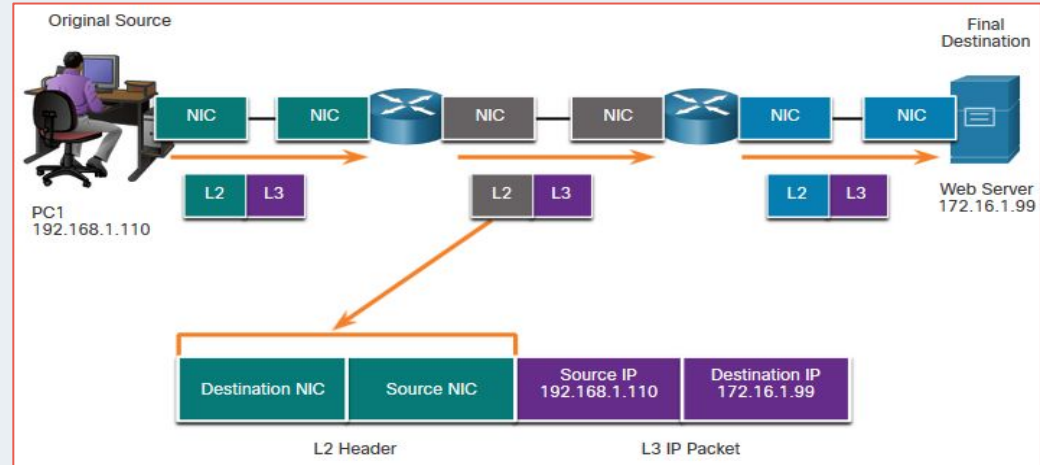 Original Source
Final
Destination
NIC
NIC
NIC
NIC
NIC
NIC
L2
L3
L2
L3
L2
L3
PC1
192.168.1.110
Web Server
172.16.1.99
Destination NIC
Source NIC
Source IP
192.168.1.110
Destination IP
172.16.1.99
L2 Header
L3 IP Packet